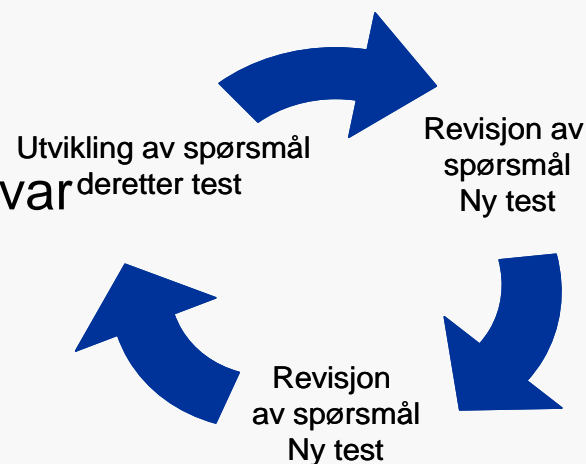 Utvikling av spørsmål
var deretter test
Revisjon av
spørsmål
Ny test
Revisjon
av spørsmål
Ny test